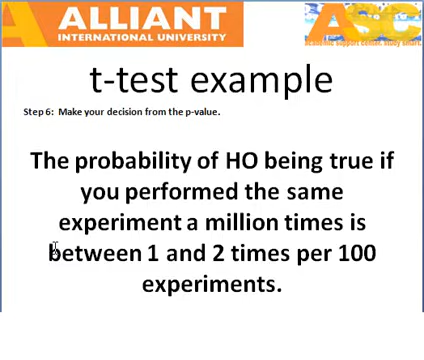 ALLIANT
INTERNATIONAL UNIVERSITY
ASC
academic support center. study smart.
t-test example
Step 6: Make your decision from the p-value.
The probability of HO being true if
you performed the same
experiment a million times is
between 1 and 2 times per 100
experiments.